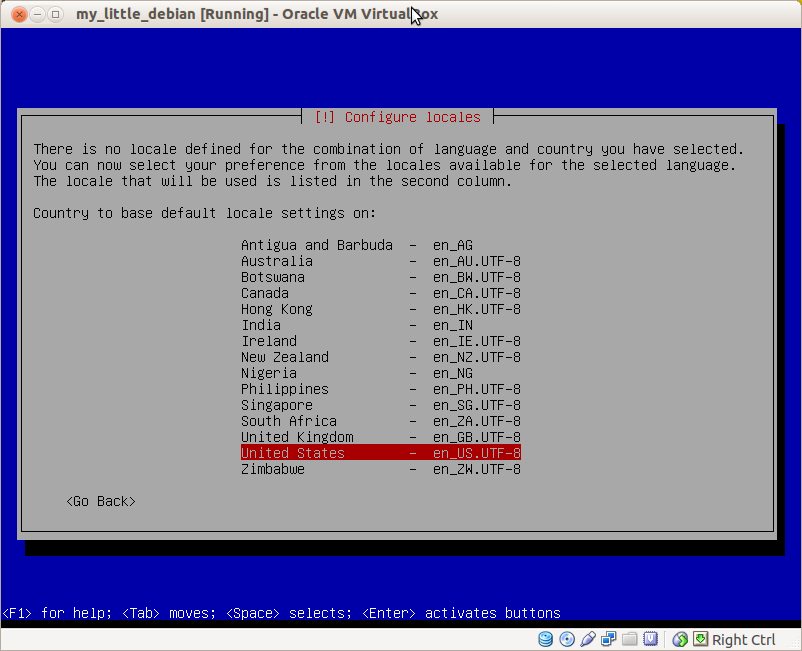 my_little_debian [Running] - Oracle VM VirtualBox
[!] Configure locales
There is no locale defined for the combination of language and country you have selected.
You can now select your preference from the locales available for the selected language.
The locale that will be used is listed in the second column.
Country to base default locale settings on:
Antigua and Barbuda - en_AG
Australia - en_AU.UTF-8
Botswana - en_BW.UTF-8
Canada - en_CA.UTF-8
Hong Kong - en_HK.UTF-8
India - en_IN
Ireland - en_IE.UTF-8
New Zealand - en_NZ.UTF-8
Nigeria - en_NG
Philippines - en_PH.UTF-8
Singapore - en_SG.UTF-8
South Africa - en_ZA.UTF-8
United Kingdom - en_GB.UTF-8
United States - en_US.UTF-8
Zimbabwe - en_ZW.UTF-8
<Go Back>
<F1> for help; <Tab> moves; <Space> selects; <Enter> activates buttons
Right Ctrl